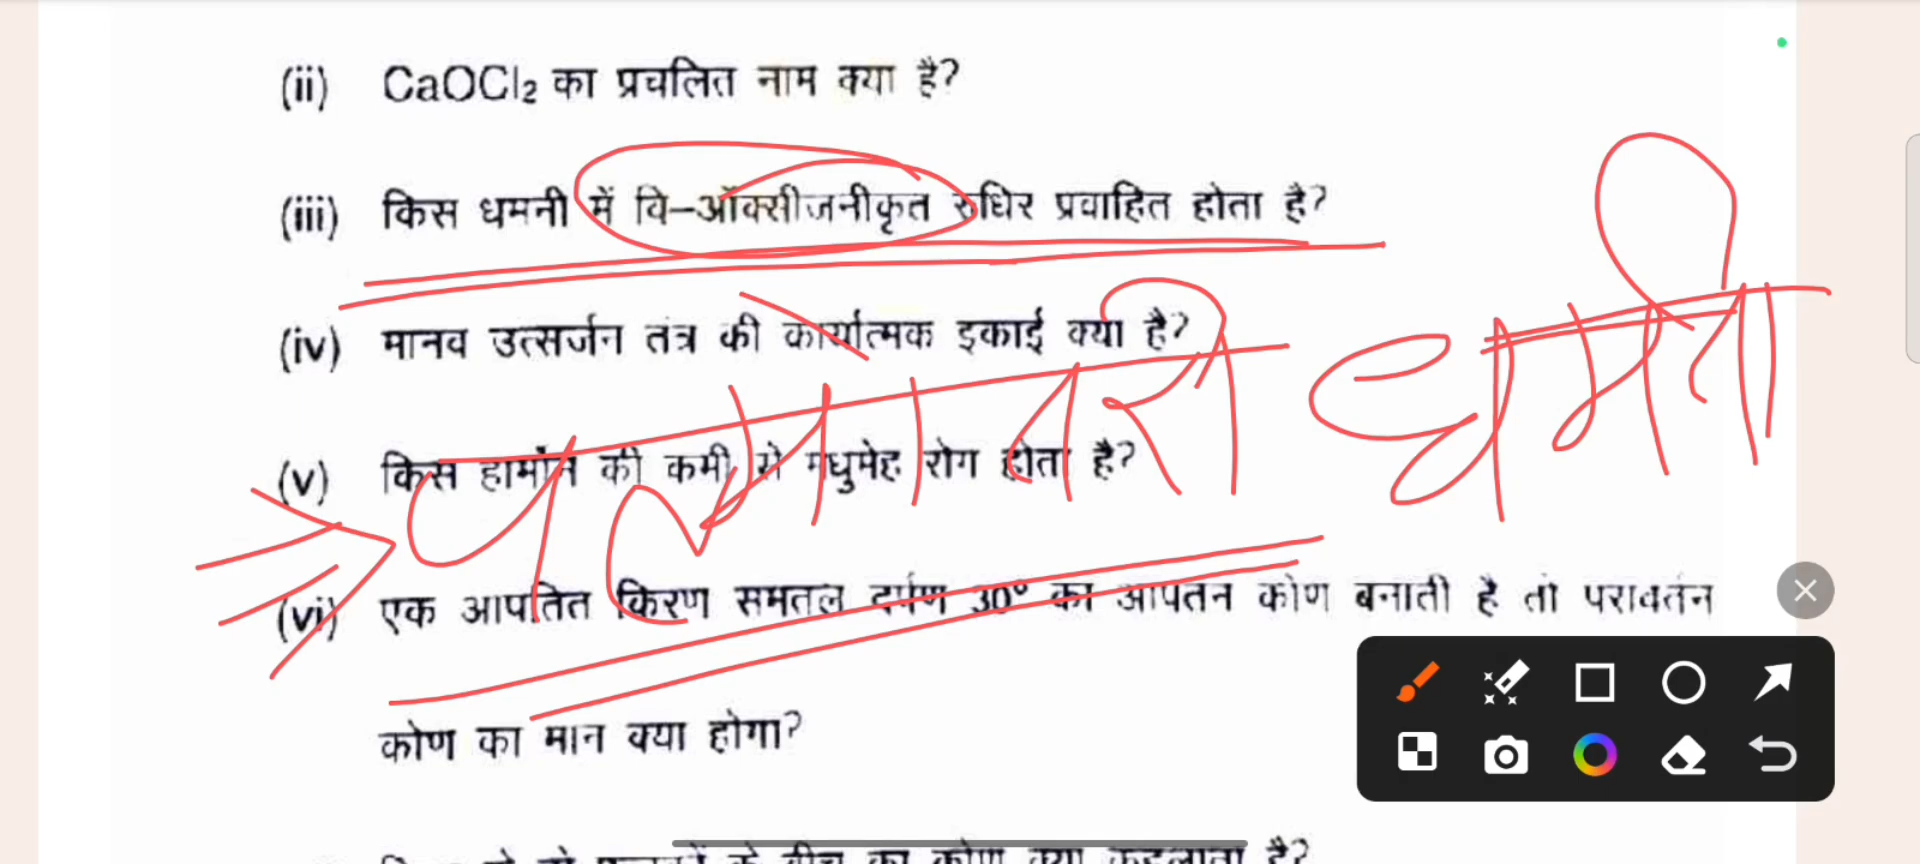 (ii) CaOCl₂ का प्रचलित नाम क्या है?
(iii) किस धमनी में वि–ऑक्सीजनीकृत रुधिर प्रवाहित होता है?
(iv) मानव उत्सर्जन तंत्र की कार्यात्मक इकाई क्या है?
(v) किस हार्मोन की कमी से मधुमेह रोग होता है?
(vi) एक आपतित किरण समतल दर्पण 30° का आपतन कोण बनाती है तो परावर्तन
कोण का मान क्या होगा?